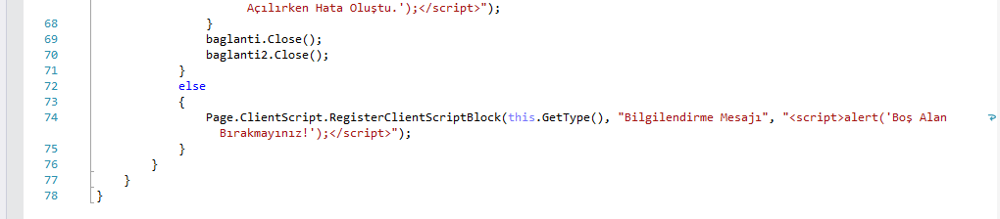 Açılırken Hata Oluştu.');</script>");
68 }
69 baglanti.Close();
70 baglanti2.Close();
71 }
72 else
73 {
74 Page.ClientScript.RegisterClientScriptBlock(this.GetType(), "Bilgilendirme Mesajı", "<script>alert('Boş Alan
Bırakmayınız!');</script>");
75 }
76 }
77 }
78 }